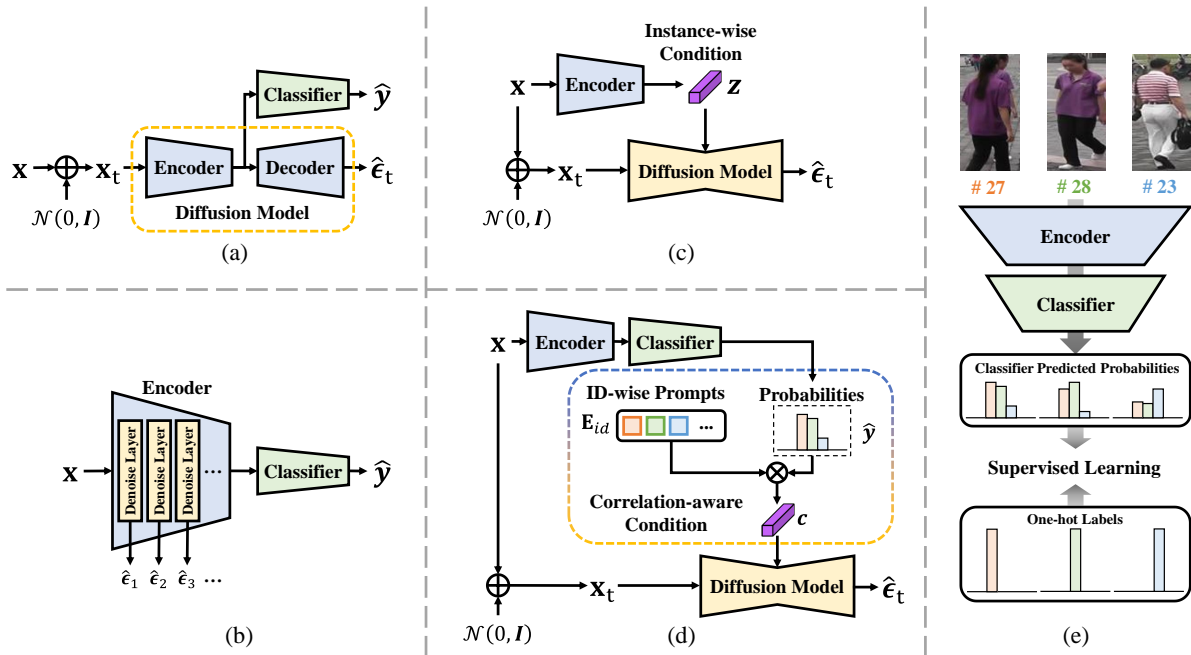 Classifier
ŷ
x
x_t
Encoder
Decoder
ε̂_t
𝒩(0, I)
Diffusion Model
(a)
Encoder
x
Denoise Layer
Denoise Layer
Denoise Layer
...
Classifier
ŷ
ε̂_1
ε̂_2
ε̂_3
...
(b)
Instance-wise
Condition
x
Encoder
z
x_t
Diffusion Model
ε̂_t
𝒩(0, I)
(c)
x
Encoder
Classifier
ID-wise Prompts
Probabilities
E_id
...
ŷ
Correlation-aware
Condition
c
x_t
Diffusion Model
ε̂_t
𝒩(0, I)
(d)
# 27
# 28
# 23
Encoder
Classifier
Classifier Predicted Probabilities
Supervised Learning
One-hot Labels
(e)